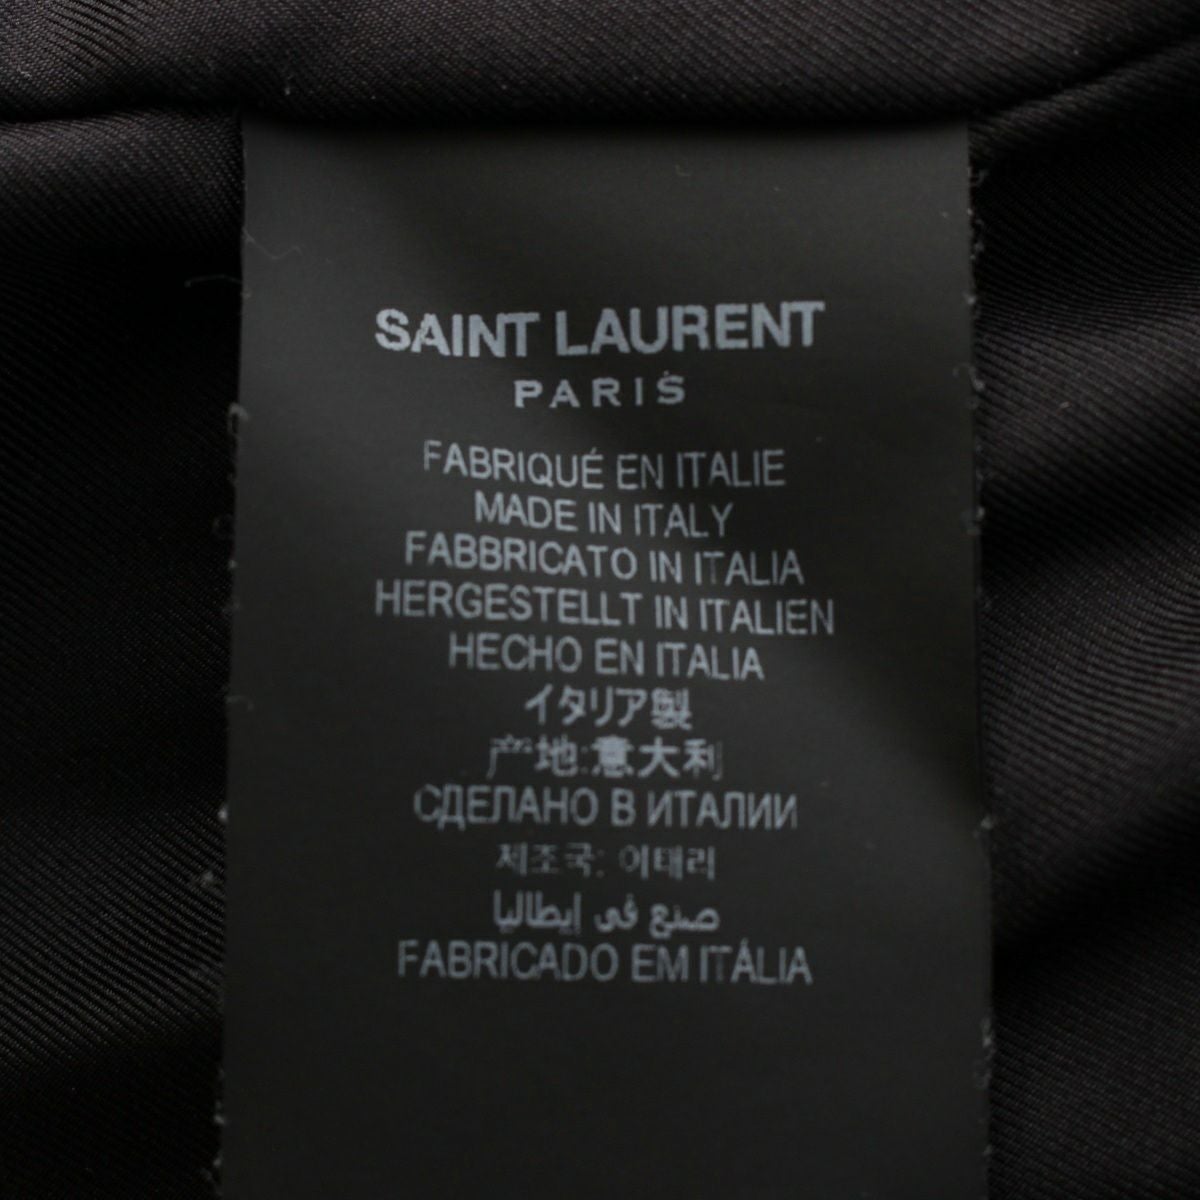 SAINT LAURENT
PARIS
FABRIQUÉ EN ITALIE
MADE IN ITALY
FABBRICATO IN ITALIA
HERGESTELLT IN ITALIEN
HECHO EN ITALIA
イタリア製
产地:意大利
СДЕЛАНО В ИТАЛИИ
제조국: 이태리
صنع فى إيطاليا
FABRICADO EM ITÁLIA